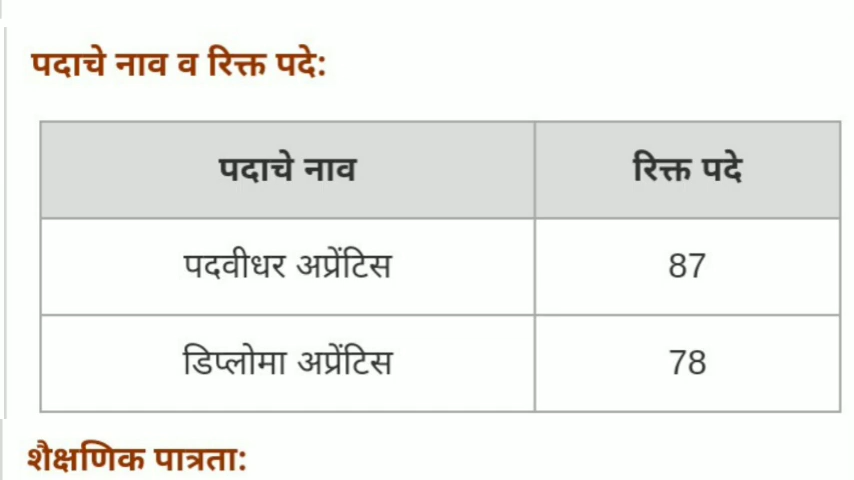 पदाचे नाव व रिक्त पदे:
पदाचे नाव रिक्त पदे
पदवीधर अप्रेंटिस 87
डिप्लोमा अप्रेंटिस 78
शैक्षणिक पात्रता: